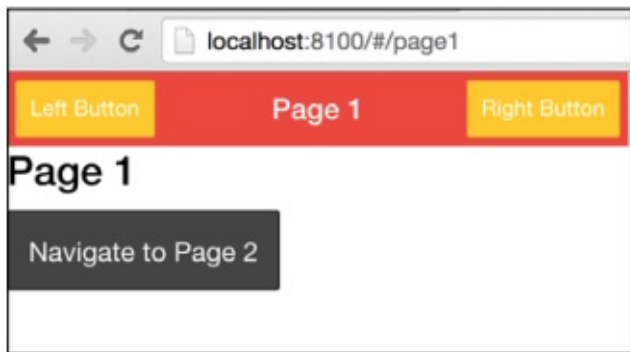 localhost:8100/#/page1
Left Button Page 1 Right Button
Page 1
Navigate to Page 2